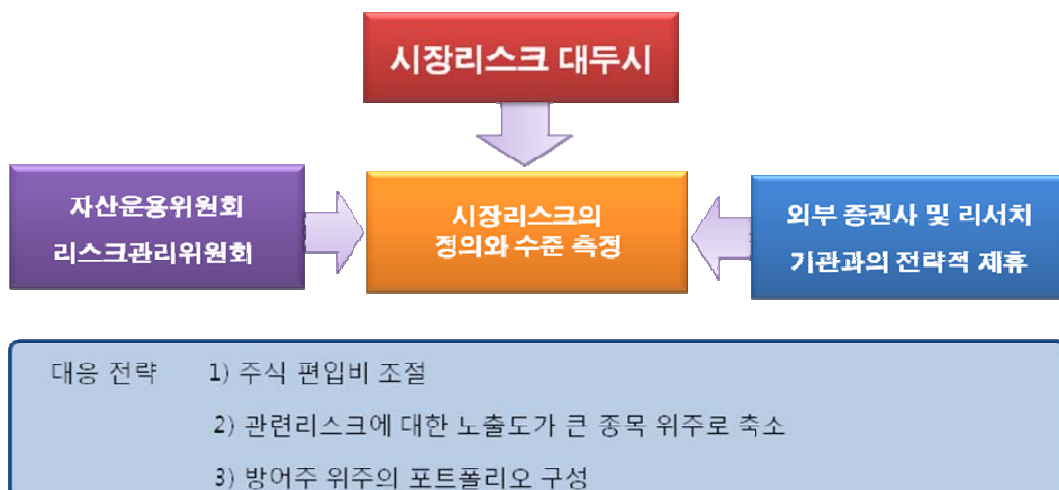 시장리스크 대두시
자산운용위원회
리스크관리위원회
시장리스크의
정의와 수준 측정
외부 증권사 및 리서치
기관과의 전략적 제휴
대응 전략 1) 주식 편입비 조절
2) 관련리스크에 대한 노출도가 큰 종목 위주로 축소
3) 방어주 위주의 포트폴리오 구성